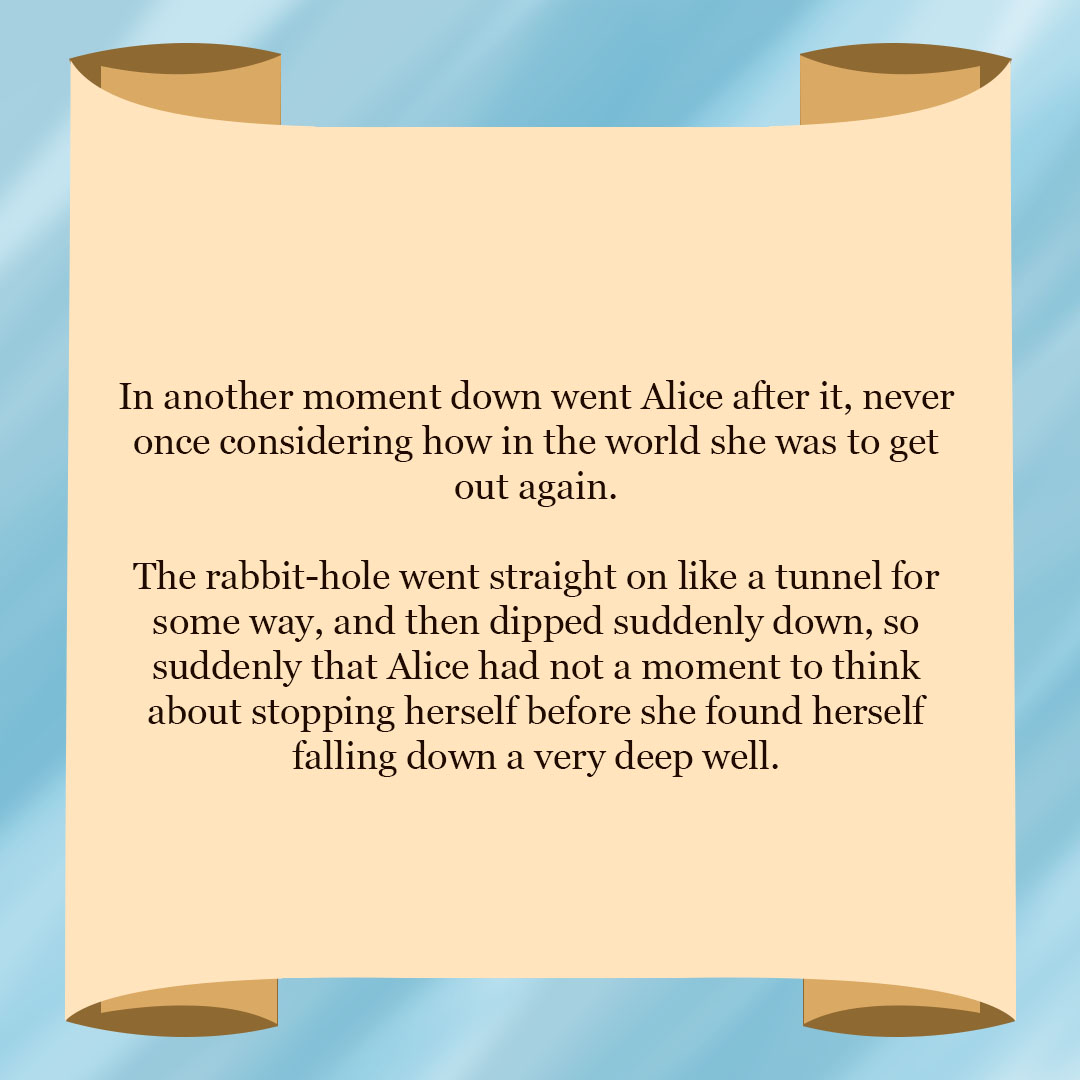 In another moment down went Alice after it, never
once considering how in the world she was to get
out again.
The rabbit-hole went straight on like a tunnel for
some way, and then dipped suddenly down, so
suddenly that Alice had not a moment to think
about stopping herself before she found herself
falling down a very deep well.